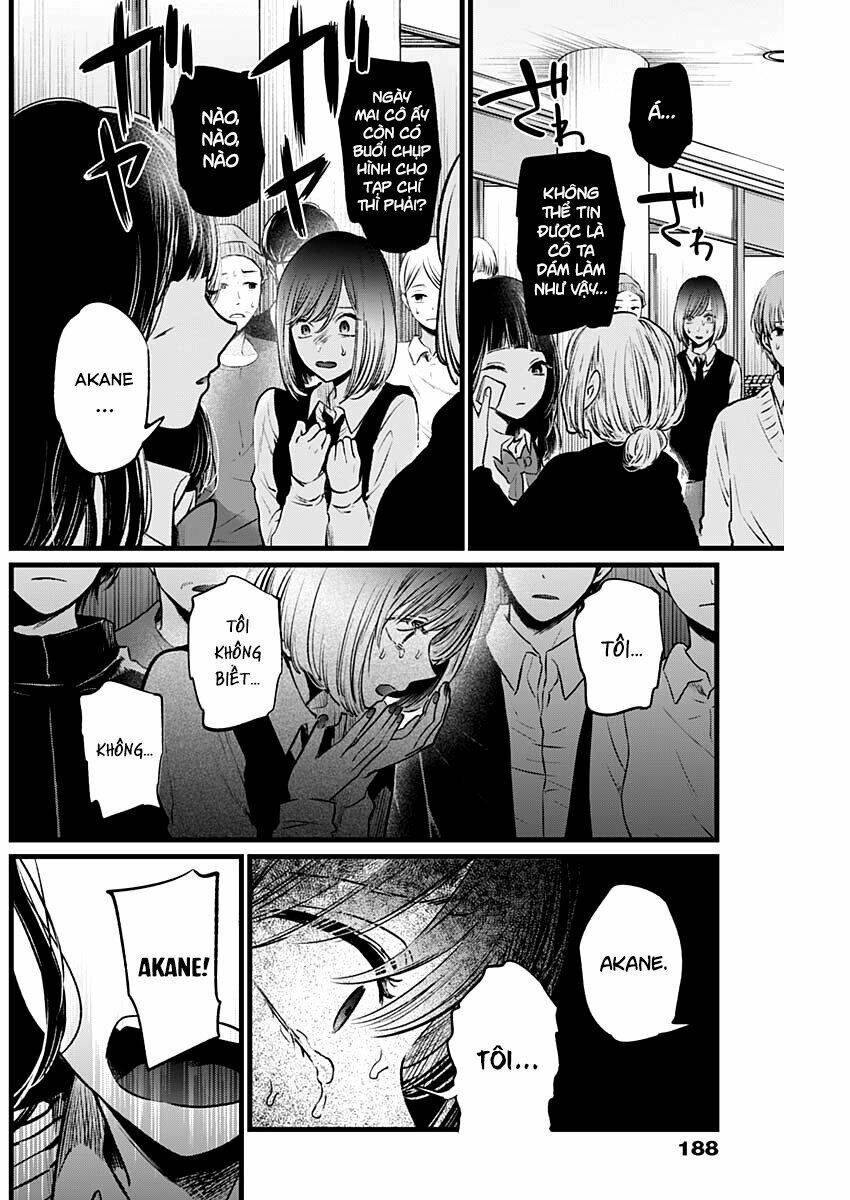 Á...
KHÔNG
THỂ TIN
ĐƯỢC LÀ
CÔ TA
DÁM LÀM
NHƯ VẬY...
ざわ
ざわ
NGÀY
MAI CÔ ẤY
CÒN CÓ
BUỔI CHỤP
HÌNH CHO
TẠP CHÍ
THÌ PHẢI?
NÀO,
NÀO,
NÀO
ガヤ
ガヤ
AKANE
...
TÔI...
TÔI
KHÔNG
BIẾT...
KHÔNG...
AKANE.
TÔI...
AKANE!
188